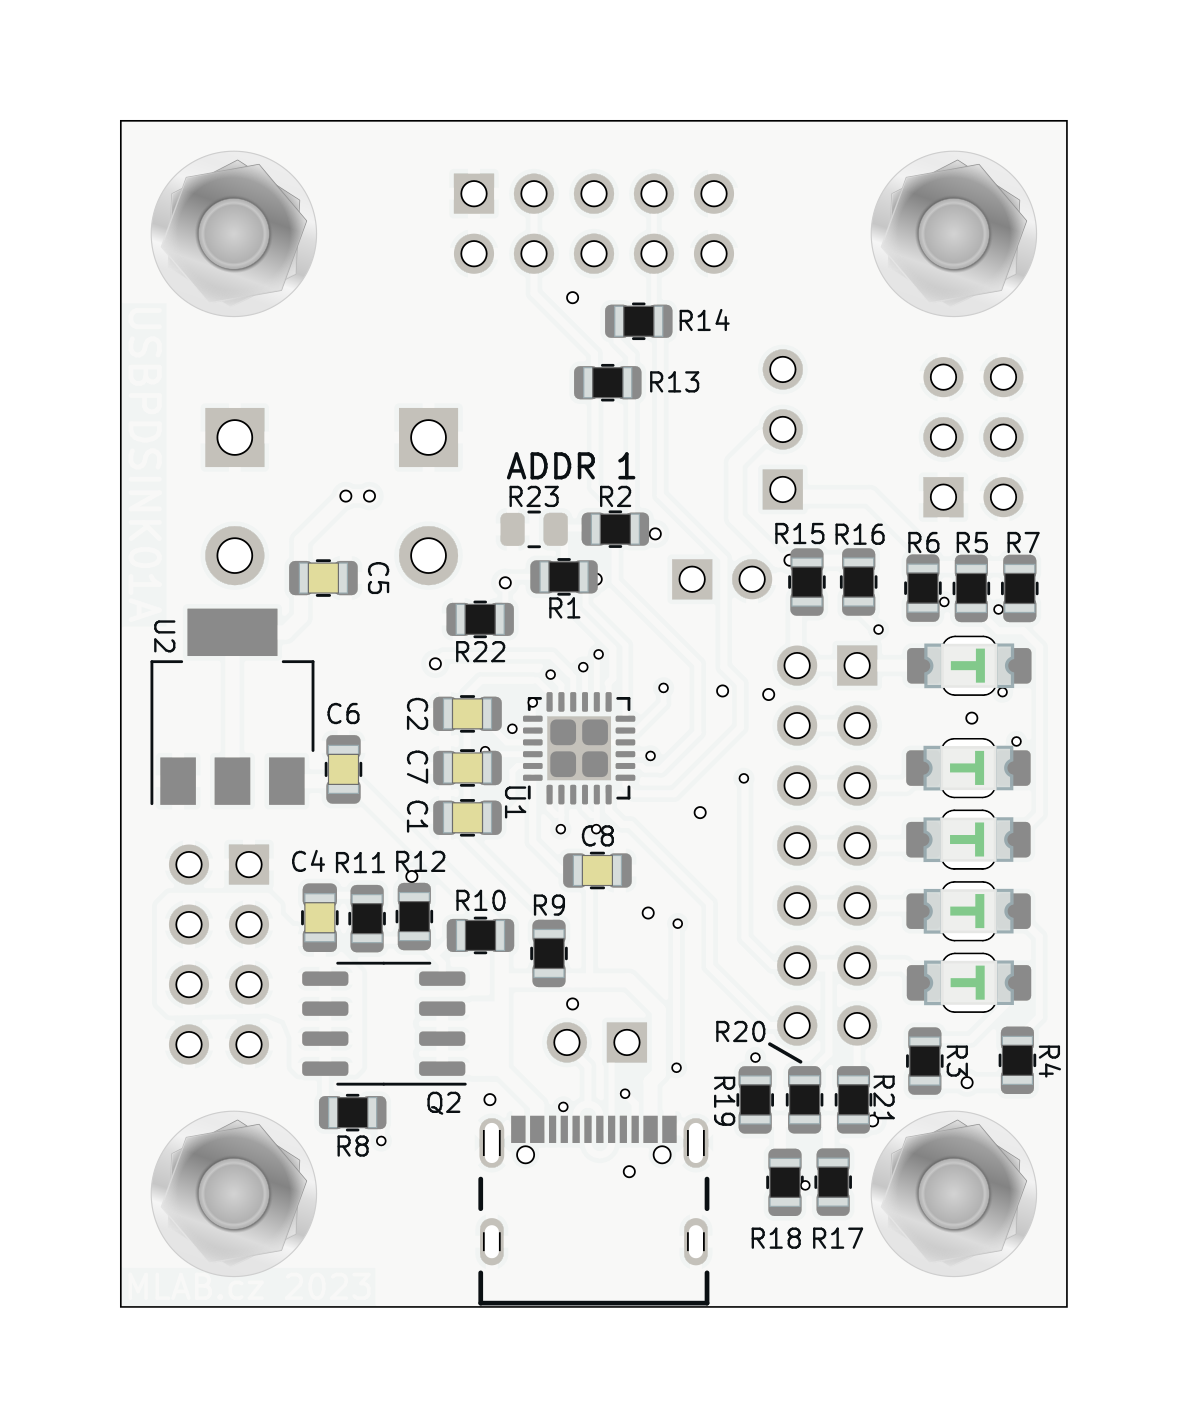 R14
R13
USBPDSINK01A
ADDR 1
R23 R2
R15 R16 R6 R5 R7
C5
R1
U2
R22
C2
C6
C7
U1
C1
C8
C4 R11 R12
R10 R9
R20
R3 R4
R19 R21
Q2
R8
R18 R17
MLAB.cz 2023